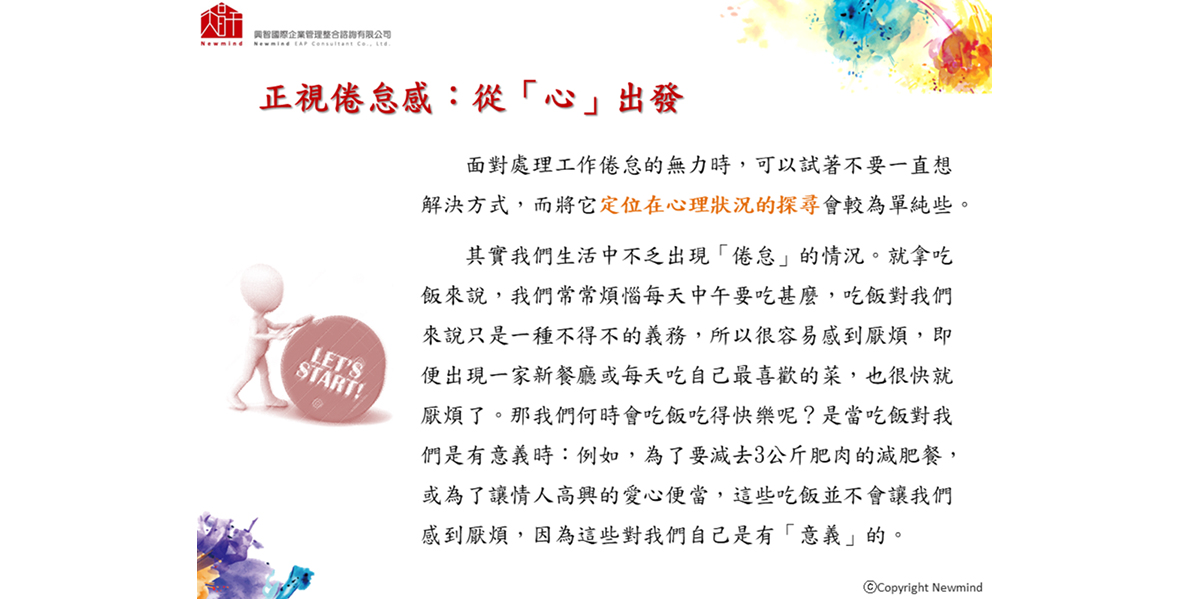 Newmind
興智國際企業管理整合諮詢有限公司
Newmind EAP Consultant Co., Ltd.
正視倦怠感：從「心」出發
面對處理工作倦怠的無力時，可以試著不要一直想
解決方式，而將它定位在心理狀況的探尋會較為單純些。
其實我們生活中不乏出現「倦怠」的情況。就拿吃
飯來說，我們常常煩惱每天中午要吃甚麼，吃飯對我們
來說只是一種不得不的義務，所以很容易感到厭煩，即
便出現一家新餐廳或每天吃自己最喜歡的菜，也很快就
厭煩了。那我們何時會吃飯吃得快樂呢？是當吃飯對我
們是有意義時：例如，為了要減去3公斤肥肉的減肥餐，
或為了讓情人高興的愛心便當，這些吃飯並不會讓我們
感到厭煩，因為這些對我們自己是有「意義」的。
LET'S
START!
ⒸCopyright Newmind